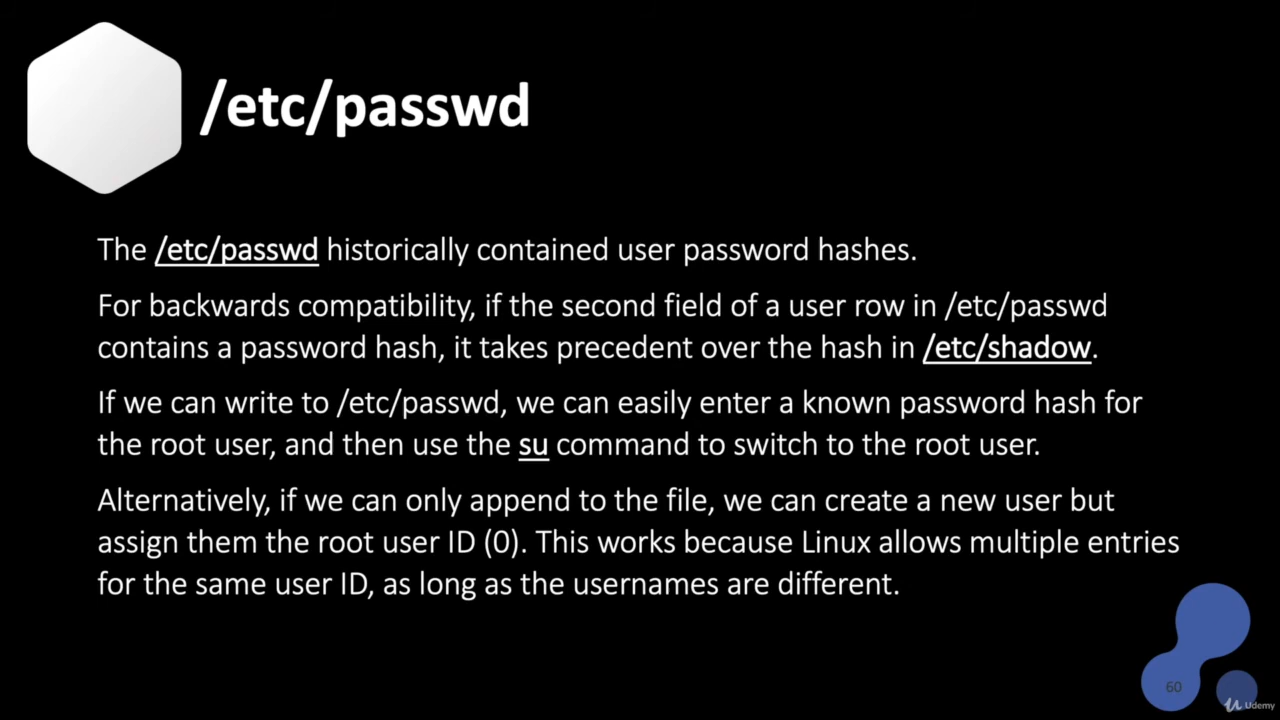 /etc/passwd
The /etc/passwd historically contained user password hashes.
For backwards compatibility, if the second field of a user row in /etc/passwd
contains a password hash, it takes precedent over the hash in /etc/shadow.
If we can write to /etc/passwd, we can easily enter a known password hash for
the root user, and then use the su command to switch to the root user.
Alternatively, if we can only append to the file, we can create a new user but
assign them the root user ID (0). This works because Linux allows multiple entries
for the same user ID, as long as the usernames are different.
60
Udemy